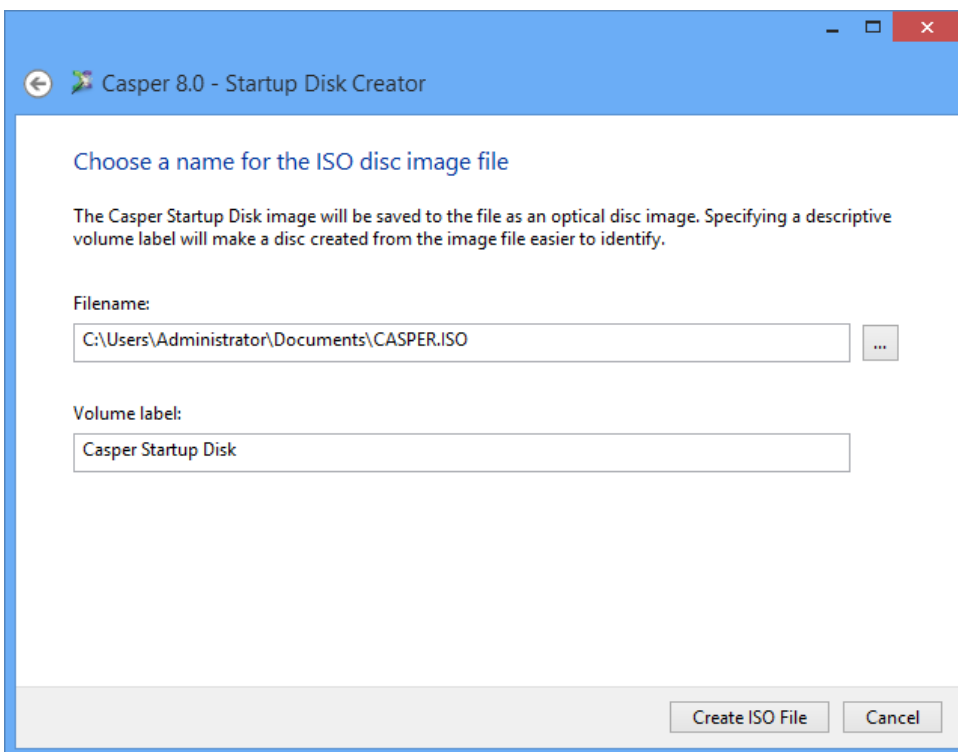 Casper 8.0 - Startup Disk Creator
Choose a name for the ISO disc image file
The Casper Startup Disk image will be saved to the file as an optical disc image. Specifying a descriptive
volume label will make a disc created from the image file easier to identify.
Filename:
C:\Users\Administrator\Documents\CASPER.ISO
...
Volume label:
Casper Startup Disk
Create ISO File
Cancel